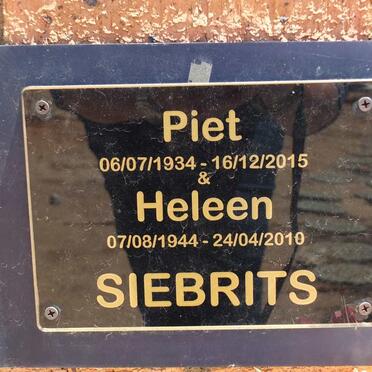 Piet
06/07/1934 - 16/12/2015
&
Heleen
07/08/1944 - 24/04/2010
SIEBRITS